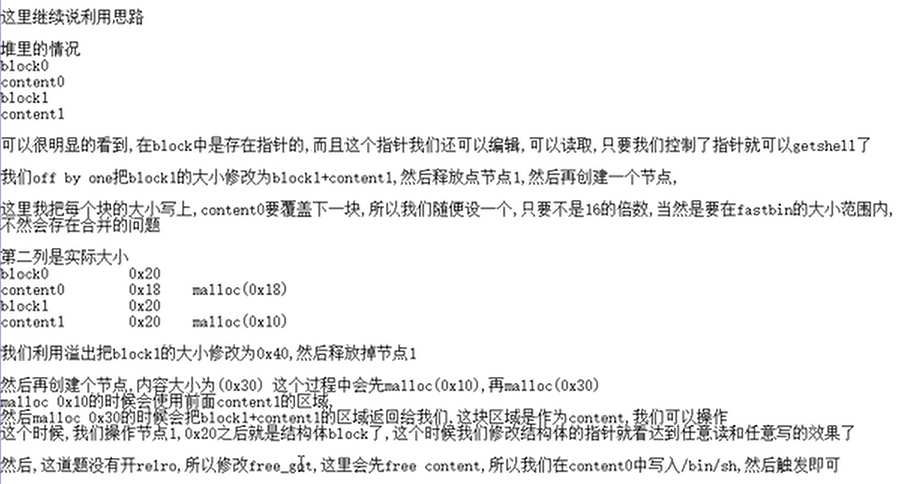 这里继续说利用思路
堆里的情况
block0
content0
block1
content1
可以很明显的看到,在block中是存在指针的,而且这个指针我们还可以编辑,可以读取,只要我们控制了指针就可以getshell了
我们off by one把block1的大小修改为block1+content1,然后释放点节点1,然后再创建一个节点,
这里我把每个块的大小写上,content0要覆盖下一块,所以我们随便设一个,只要不是16的倍数,当然是要在fastbin的大小范围内,
不然会存在合并的问题
第二列是实际大小
block0 0x20
content0 0x18 malloc(0x18)
block1 0x20
content1 0x20 malloc(0x10)
我们利用溢出把block1的大小修改为0x40,然后释放掉节点1
然后再创建个节点,内容大小为(0x30) 这个过程中会先malloc(0x10),再malloc(0x30)
malloc 0x10的时候会使用前面content1的区域,
然后malloc 0x30的时候会把block1+content1的区域返回给我们,这块区域是作为content,我们可以操作
这个时候,我们操作节点1,0x20之后就是结构体block了,这个时候我们修改结构体的指针就看达到任意读和任意写的效果了
然后,这道题没有开relro,所以修改free_got,这里会先free content,所以我们在content0中写入/bin/sh,然后触发即可